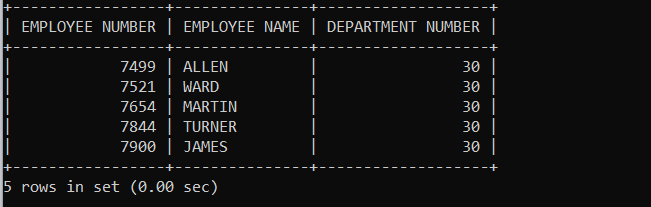 +-----------------+---------------+-------------------+
| EMPLOYEE NUMBER | EMPLOYEE NAME | DEPARTMENT NUMBER |
+-----------------+---------------+-------------------+
|            7499 | ALLEN         |                30 |
|            7521 | WARD          |                30 |
|            7654 | MARTIN        |                30 |
|            7844 | TURNER        |                30 |
|            7900 | JAMES         |                30 |
+-----------------+---------------+-------------------+
5 rows in set (0.00 sec)